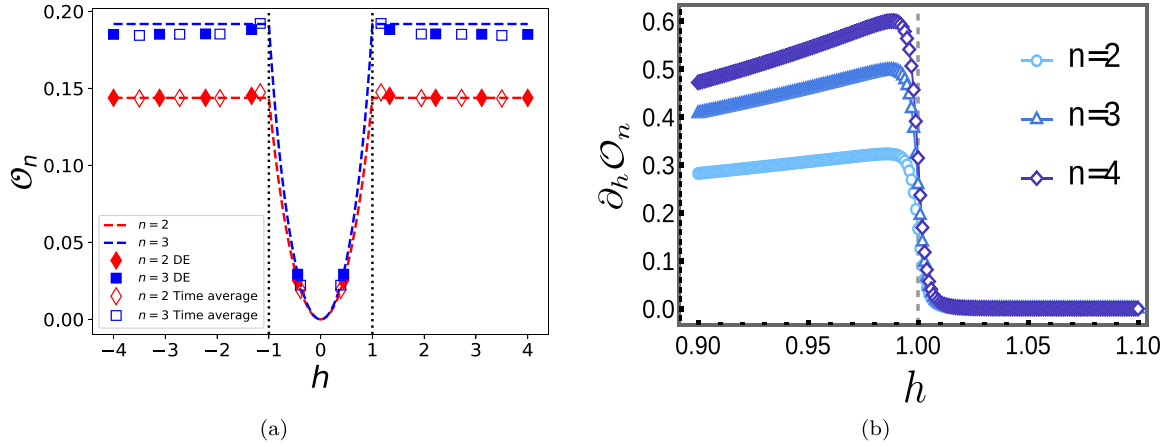 0.20
0.15
0.10
0.05
0.00
𝒪ₙ
n = 2
n = 3
n = 2 DE
n = 3 DE
n = 2 Time average
n = 3 Time average
−4 −3 −2 −1 0 1 2 3 4
h
(a)
0.6
0.5
0.4
0.3
0.2
0.1
0.0
∂ₕ𝒪ₙ
n=2
n=3
n=4
0.90 0.95 1.00 1.05 1.10
h
(b)